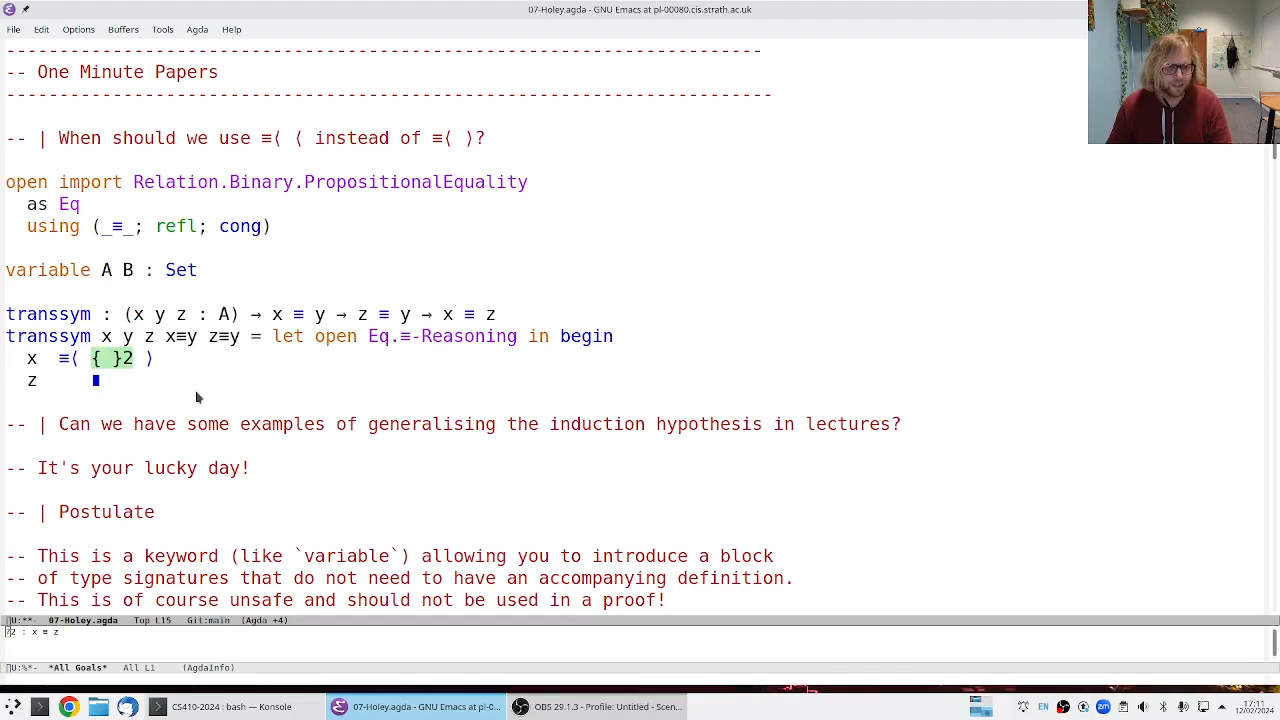 07-Holey.agda - GNU Emacs at pl-00080.cis.strath.ac.uk
File Edit Options Buffers Tools Agda Help
-----------------------------------------------------------------------
-- One Minute Papers
------------------------------------------------------------------------
-- | When should we use ≡⟨ ⟨ instead of ≡⟨ ⟩?
open import Relation.Binary.PropositionalEquality
as Eq
using (_≡_; refl; cong)
variable A B : Set
transsym : (x y z : A) → x ≡ y → z ≡ y → x ≡ z
transsym x y z x≡y z≡y = let open Eq.≡-Reasoning in begin
x ≡⟨ { }2 ⟩
z ∎
-- | Can we have some examples of generalising the induction hypothesis in lectures?
-- It's your lucky day!
-- | Postulate
-- This is a keyword (like `variable`) allowing you to introduce a block
-- of type signatures that do not need to have an accompanying definition.
-- This is of course unsafe and should not be used in a proof!
U:**- 07-Holey.agda Top L15 Git:main (Agda +4)
?2 : x ≡ z
U:%*- *All Goals* All L1 (AgdaInfo)
CS410-2024 : bash — Kons
07-Holey.agda - GNU Emacs at pl-0...
OBS 29.1.3 - Profile: Untitled - Scen...
EN
zm
17:11
12/02/2024